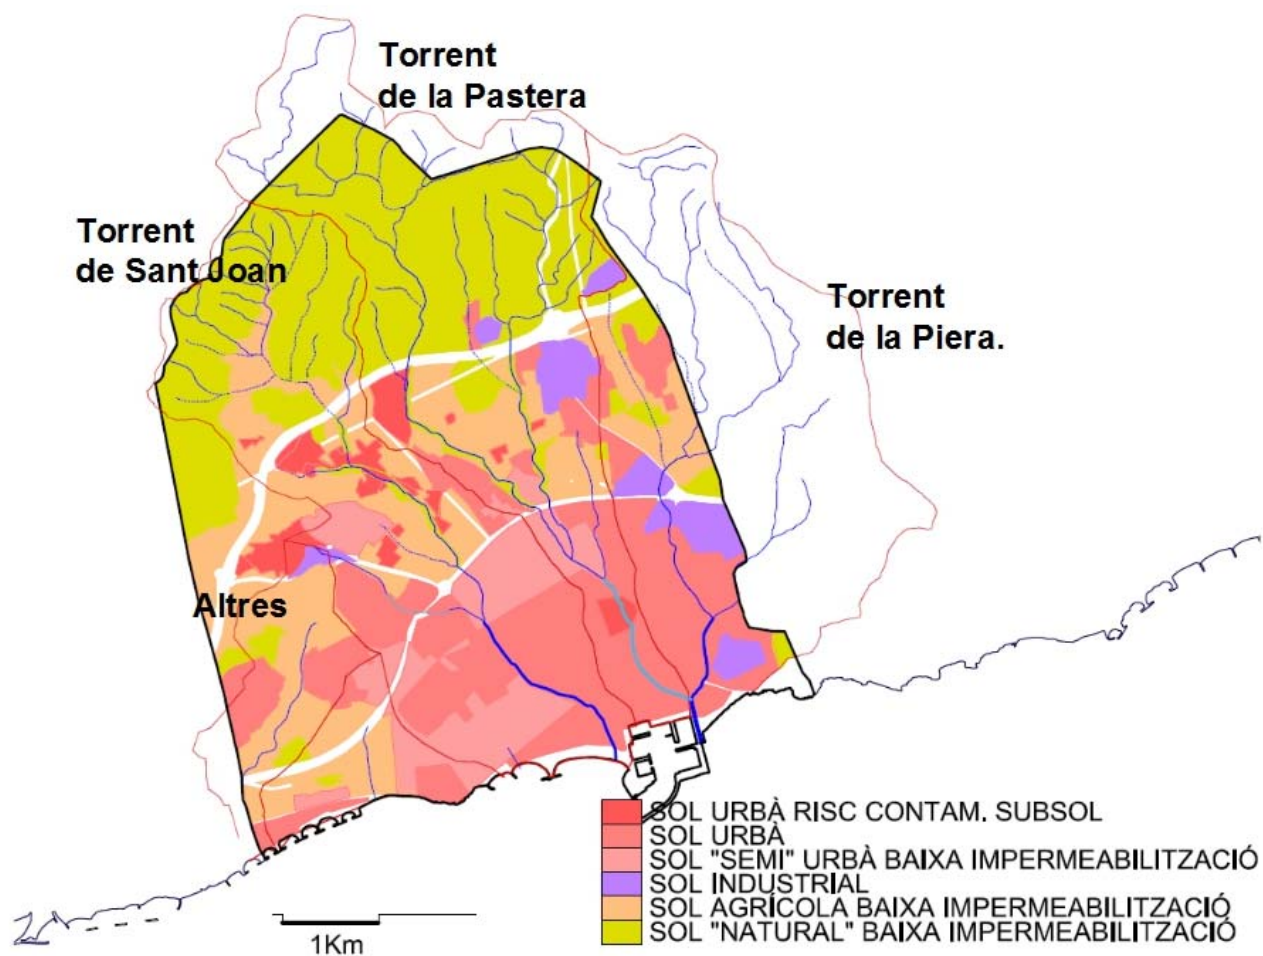 Torrent
de la Pastera
Torrent
de Sant Joan
Torrent
de la Piera.
Altres
SOL URBÀ RISC CONTAM. SUBSOL
SOL URBÀ
SOL "SEMI" URBÀ BAIXA IMPERMEABILITZACIÓ
SOL INDUSTRIAL
SOL AGRÍCOLA BAIXA IMPERMEABILITZACIÓ
SOL "NATURAL" BAIXA IMPERMEABILITZACIÓ
1Km